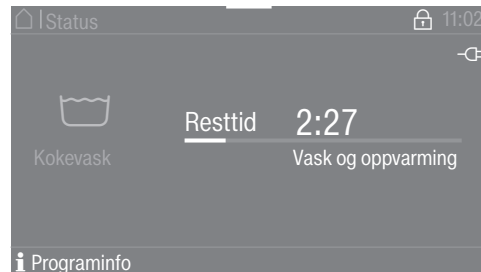 Status 11:02
Resttid 2:27
Kokevask
Vask og oppvarming
Programinfo